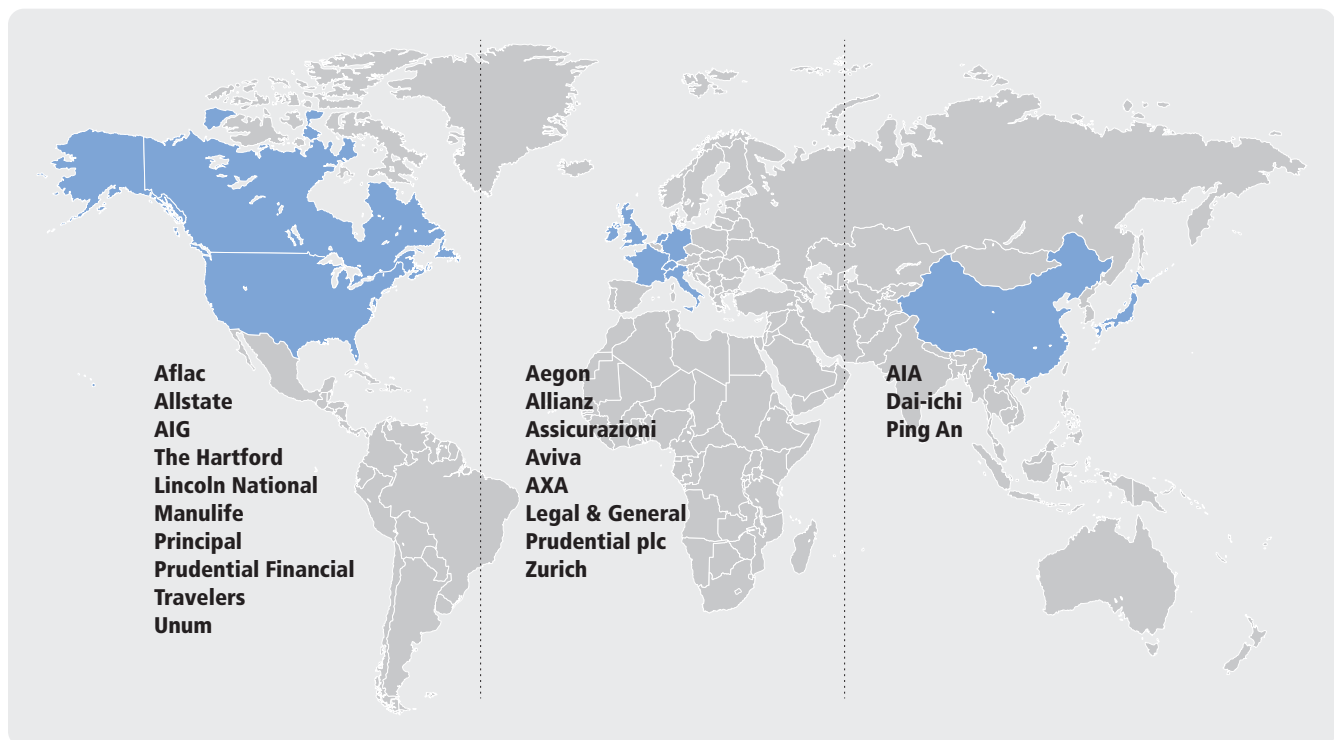 Aflac
Allstate
AIG
The Hartford
Lincoln National
Manulife
Principal
Prudential Financial
Travelers
Unum
Aegon
Allianz
Assicurazioni
Aviva
AXA
Legal & General
Prudential plc
Zurich
AIA
Dai-ichi
Ping An